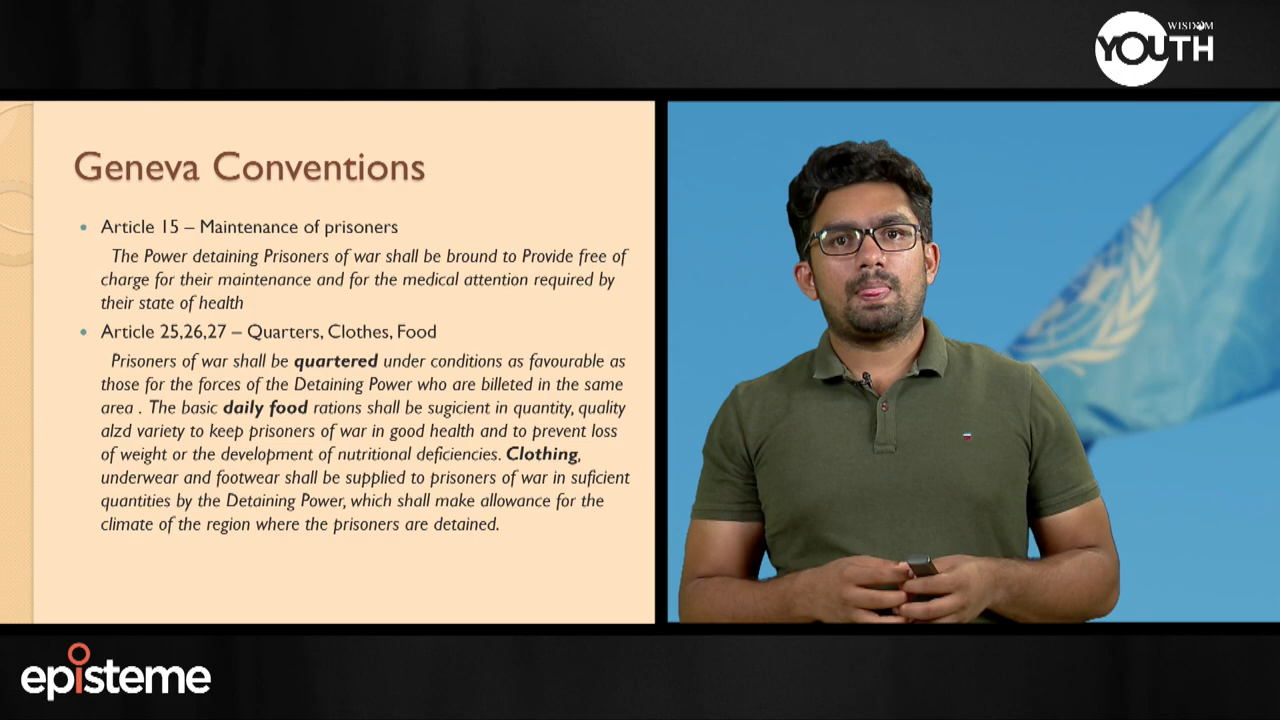 WISDOM
YOUTH
Geneva Conventions
Article 15 – Maintenance of prisoners
The Power detaining Prisoners of war shall be bround to Provide free of
charge for their maintenance and for the medical attention required by
their state of health
Article 25,26,27 – Quarters, Clothes, Food
Prisoners of war shall be quartered under conditions as favourable as
those for the forces of the Detaining Power who are billeted in the same
area . The basic daily food rations shall be sugicient in quantity, quality
alzd variety to keep prisoners of war in good health and to prevent loss
of weight or the development of nutritional deficiencies. Clothing,
underwear and footwear shall be supplied to prisoners of war in suficient
quantities by the Detaining Power, which shall make allowance for the
climate of the region where the prisoners are detained.
episteme